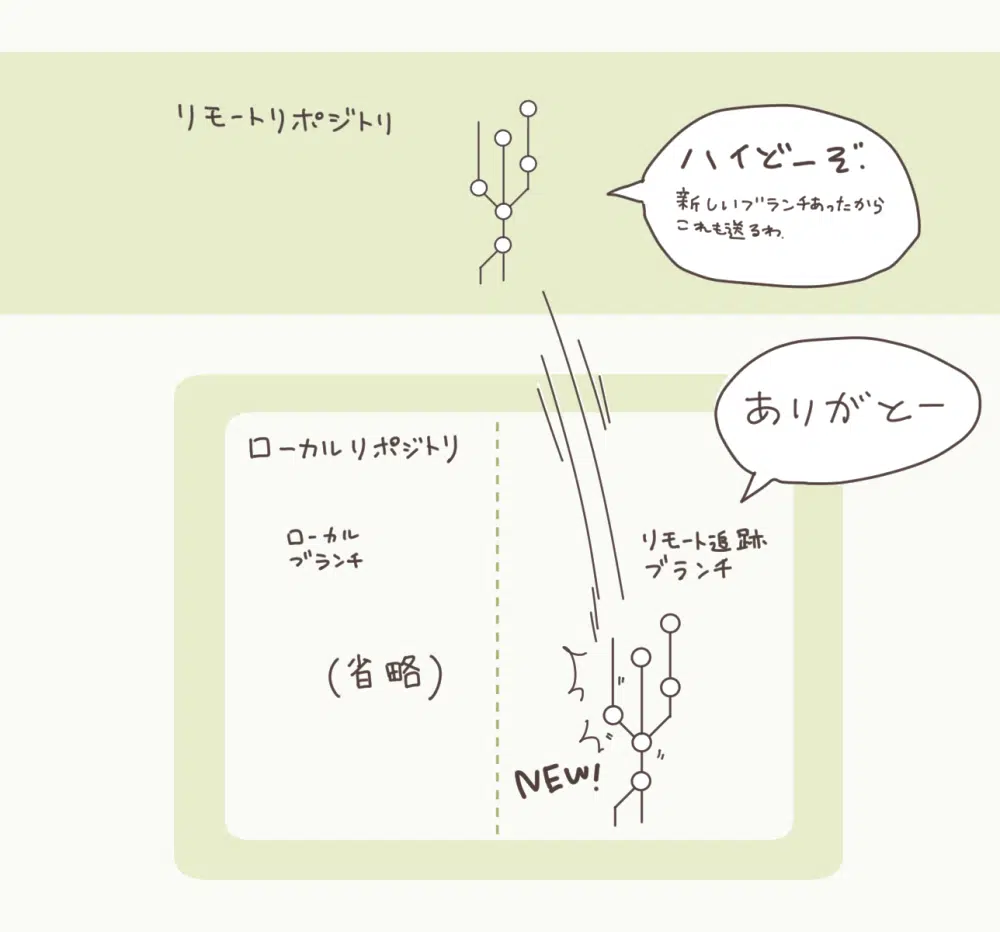 リモートリポジトリ
ハイどーぞ.
新しいブランチあったから
これも送るわ.
ありがとー
ローカルリポジトリ
ローカル
ブランチ
リモート追跡
ブランチ
(省略)
NEW!